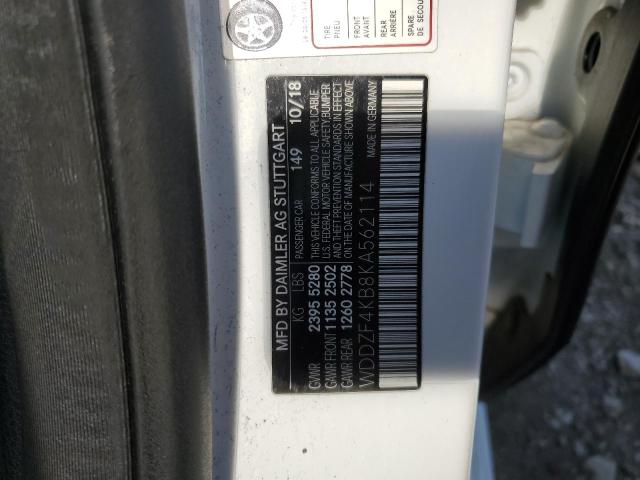 MFD BY DAIMLER AG STUTTGART
PASSENGER CAR 149 10/18
KG LBS
GVWR 2395 5280
GAWR FRONT 1135 2502
GAWR REAR 1260 2778
THIS VEHICLE CONFORMS TO ALL APPLICABLE
U.S. FEDERAL MOTOR VEHICLE SAFETY,BUMPER
AND THEFT PREVENTION STANDARDS IN EFFECT
ON THE DATE OF MANUFACTURE SHOWN ABOVE
WDDZF4KB8KA562114 MADE IN GERMANY
TIRE
PNEU
FRONT
AVANT
REAR
ARRIÈRE
SPARE
DE SECOU